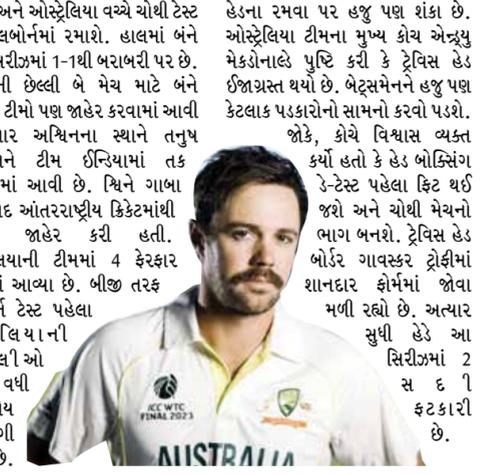 અને ઓસ્ટ્રેલિયા વચ્ચે ચોથી ટેસ્ટ
લબોર્નમાં રમાશે. હાલમાં બંને
રીઝમાં 1-1થી બરાબરી પર છે.
ની છેલ્લી બે મેચ માટે બંને
ટીમો પણ જાહેર કરવામાં આવી
ાર અશ્વિનના સ્થાને તનુષ
ને ટીમ ઈન્ડિયામાં તક
માં આવી છે. શ્વિને ગાબા
દ આંતરરાષ્ટ્રીય ક્રિકેટમાંથી
જાહેર કરી હતી.
લયાની ટીમમાં 4 ફેરફાર
ં આવ્યા છે. બીજી તરફ
ર્ન ટેસ્ટ પહેલા
લિયાની
લીઓ
વધી
ય
ગી
છે.
હેડના રમવા પર હજુ પણ શંકા છે.
ઓસ્ટ્રેલિયા ટીમના મુખ્ય કોચ એન્ડ્ર્યુ
મેકડોનાલ્ડે પુષ્ટિ કરી કે ટ્રેવિસ હેડ
ઈજાગ્રસ્ત થયો છે. બેટ્સમેનને હજુ પણ
કેટલાક પડકારોનો સામનો કરવો પડશે.
જોકે, કોચે વિશ્વાસ વ્યક્ત
કર્યો હતો કે હેડ બોક્સિંગ
ડે-ટેસ્ટ પહેલા ફિટ થઈ
જશે અને ચોથી મેચનો
ભાગ બનશે. ટ્રેવિસ હેડ
બોર્ડર ગાવસ્કર ટ્રોફીમાં
શાનદાર ફોર્મમાં જોવા
મળી રહ્યો છે. અત્યાર
સુધી હેડે આ
સિરીઝમાં 2
સદી
ફટકારી
છે.
ICC WTC
FINAL 2023
AUSTRALIA